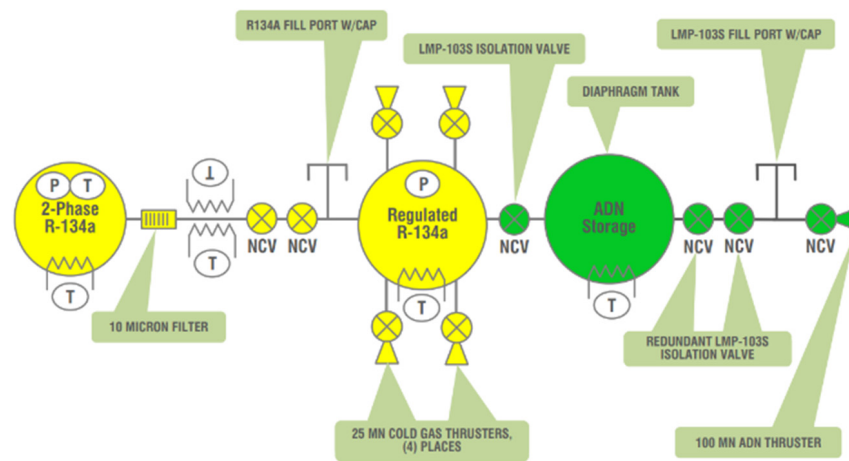 R134A FILL PORT W/CAP
LMP-103S ISOLATION VALVE
LMP-103S FILL PORT W/CAP
DIAPHRAGM TANK
P
T
2-Phase
R-134a
T
T
T
NCV
NCV
P
Regulated
R-134a
T
NCV
ADN
Storage
T
NCV
NCV
NCV
10 MICRON FILTER
REDUNDANT LMP-103S
ISOLATION VALVE
25 MN COLD GAS THRUSTERS,
(4) PLACES
100 MN ADN THRUSTER